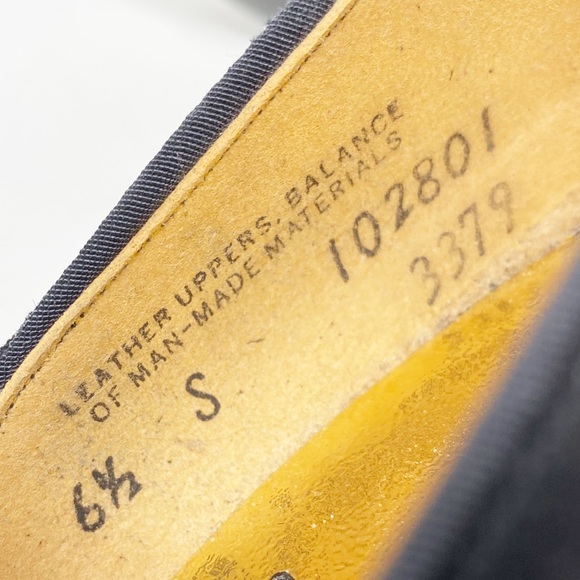 LEATHER UPPERS. BALANCE
OF MAN-MADE MATERIALS
102801
3379
6½ S